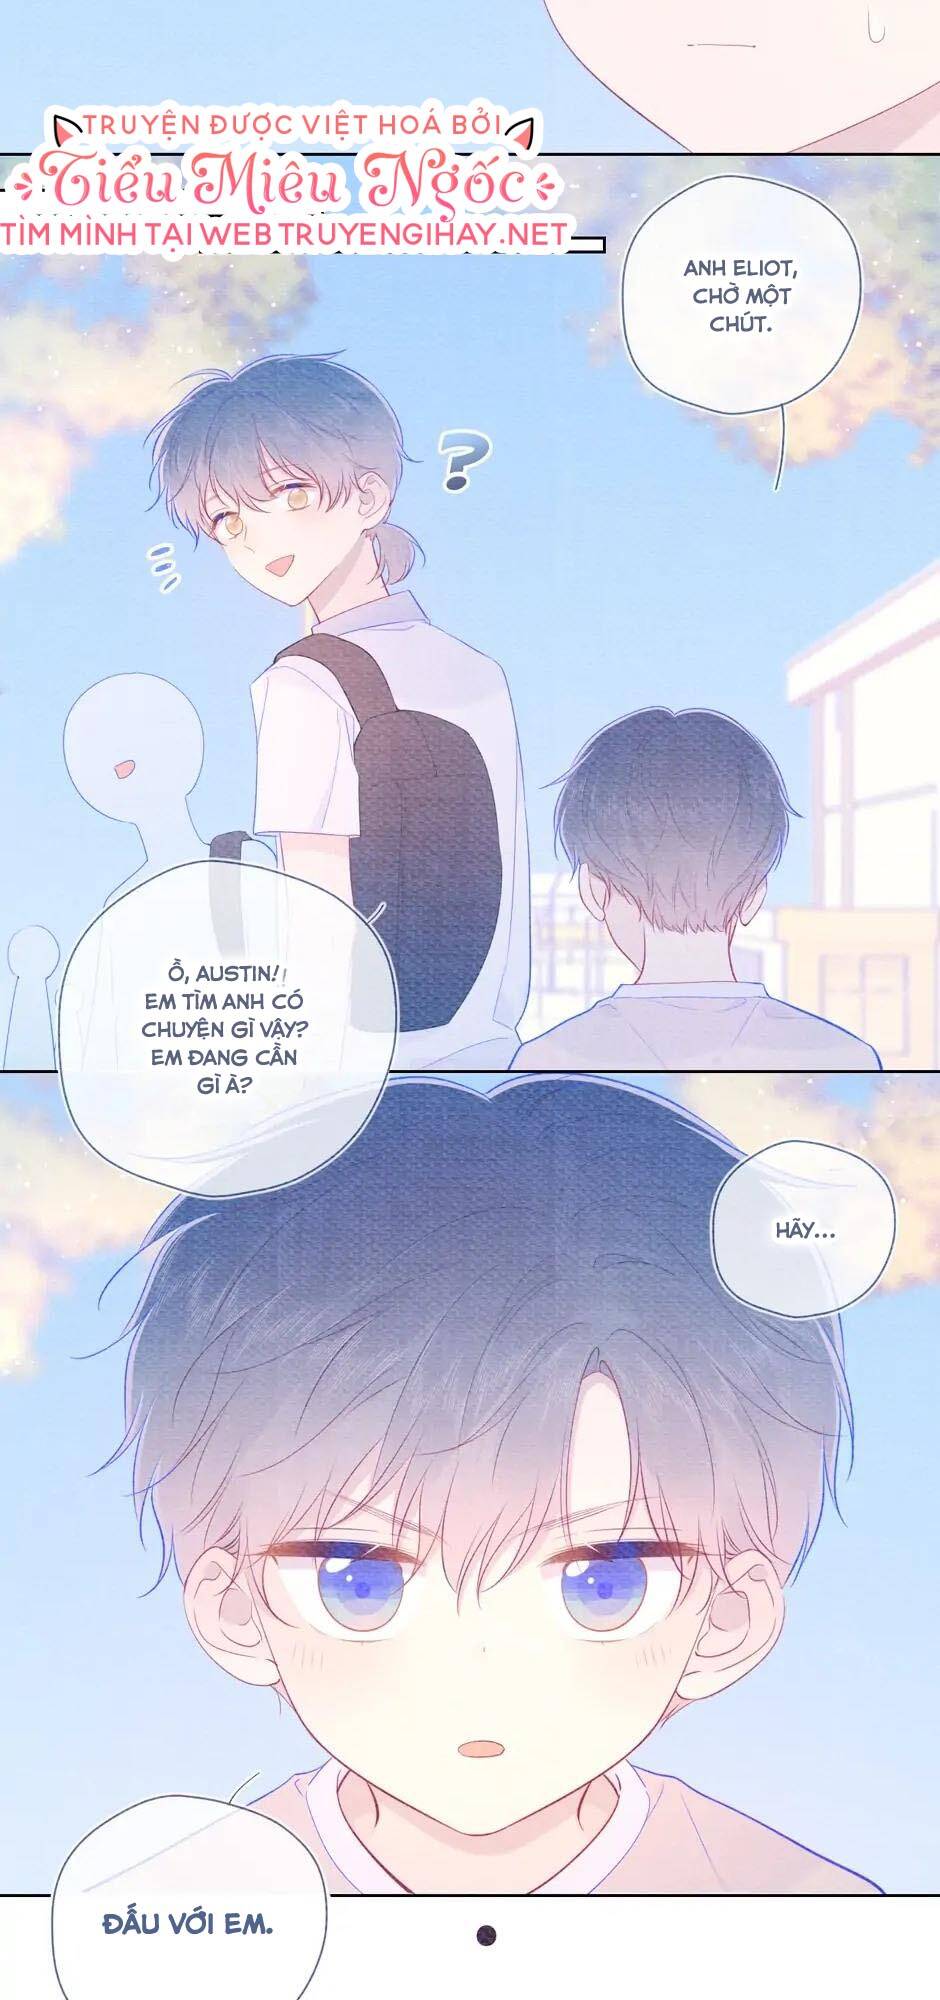 TRUYỆN ĐƯỢC VIỆT HOÁ BỞI
Tiểu Miêu Ngốc
TÌM MÌNH TẠI WEB TRUYENGIHAY.NET
ANH ELIOT,
CHỜ MỘT
CHÚT.
?
Ồ, AUSTIN!
EM TÌM ANH CÓ
CHUYỆN GÌ VẬY?
EM ĐANG CẦN
GÌ À?
HÃY...
ĐẤU VỚI EM.